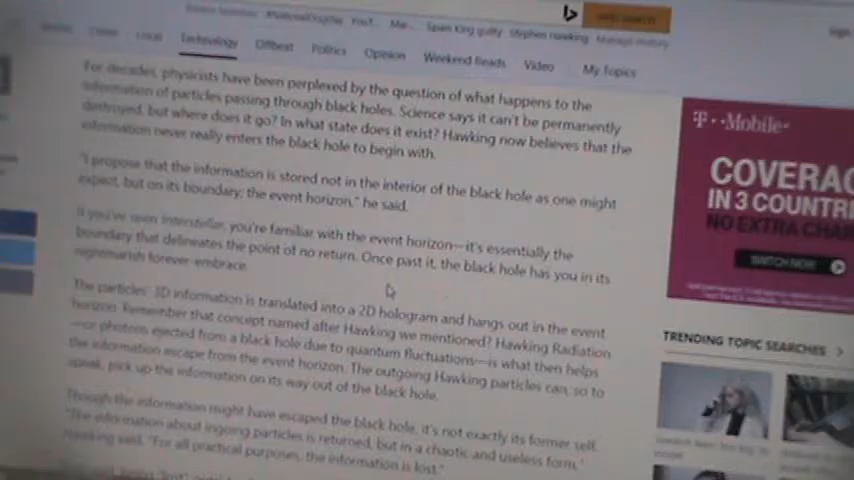 #NationalDogDay
YouT...
Mar...
Spain King guilty
Stephen Hawking
Manage History
Local
Technology
Offbeat
Politics
Opinion
Weekend Reads
Video
My Topics
For decades, physicists have been perplexed by the question of what happens to the
information of particles passing through black holes. Science says it can't be permanently
destroyed, but where does it go? In what state does it exist? Hawking now believes that the
information never really enters the black hole to begin with.
"I propose that the information is stored not in the interior of the black hole as one might
expect, but on its boundary, the event horizon," he said.
If you've seen Interstellar, you're familiar with the event horizon—it's essentially the
boundary that delineates the point of no return. Once past it, the black hole has you in its
nightmarish forever-embrace.
The particles' 3D information is translated into a 2D hologram and hangs out in the event
horizon. Remember that concept named after Hawking we mentioned? Hawking Radiation
—or photons ejected from a black hole due to quantum fluctuations—is what then helps
the information escape from the event horizon. The outgoing Hawking particles can, so to
speak, pick up the information on its way out of the black hole.
Though the information might have escaped the black hole, it's not exactly its former self.
"The information about ingoing particles is returned, but in a chaotic and useless form,"
Hawking said. "For all practical purposes, the information is lost."
T··Mobile·
COVERAG
IN 3 COUNTRI
NO EXTRA CHAR
SWITCH NOW
TRENDING TOPIC SEARCHES